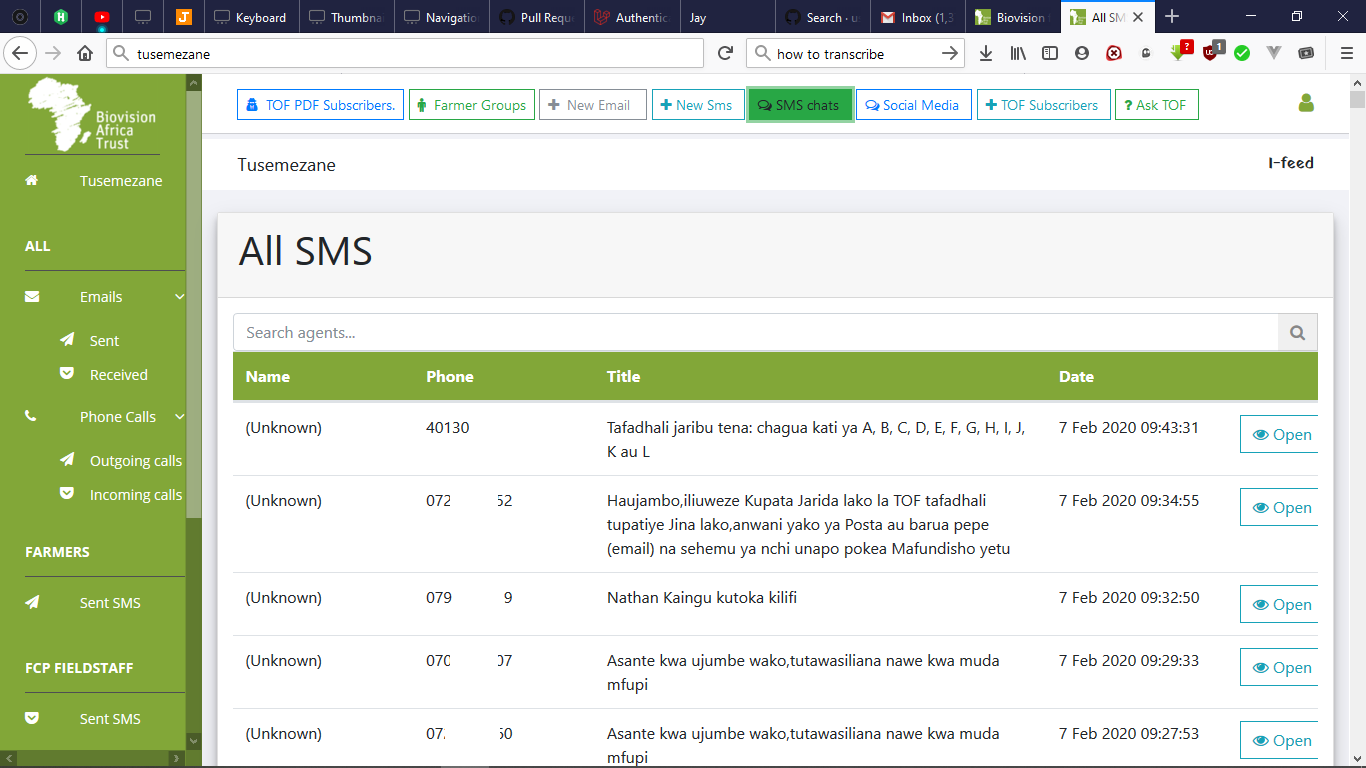 Keyboard
Thumbna
Navigatio
Pull Requ
Authentic
Jay
Search · u
Inbox (1,3
Biovision
All SM
tusemezane
how to transcribe
?
1
Biovision
Africa
Trust
TOF PDF Subscribers.
Farmer Groups
New Email
New Sms
SMS chats
Social Media
TOF Subscribers
? Ask TOF
Tusemezane
Tusemezane
I-feed
ALL
Emails
Sent
Received
Phone Calls
Outgoing calls
Incoming calls
FARMERS
Sent SMS
FCP FIELDSTAFF
Sent SMS
All SMS
Search agents...
Name Phone Title Date
(Unknown) 40130 Tafadhali jaribu tena: chagua kati ya A, B, C, D, E, F, G, H, I, J, 7 Feb 2020 09:43:31 Open
K au L
(Unknown) 072 52 Haujambo,iliuweze Kupata Jarida lako la TOF tafadhali 7 Feb 2020 09:34:55 Open
tupatiye Jina lako,anwani yako ya Posta au barua pepe
(email) na sehemu ya nchi unapo pokea Mafundisho yetu
(Unknown) 079 9 Nathan Kaingu kutoka kilifi 7 Feb 2020 09:32:50 Open
(Unknown) 070 07 Asante kwa ujumbe wako,tutawasiliana nawe kwa muda 7 Feb 2020 09:29:33 Open
mfupi
(Unknown) 07 60 Asante kwa ujumbe wako,tutawasiliana nawe kwa muda 7 Feb 2020 09:27:53 Open
mfupi